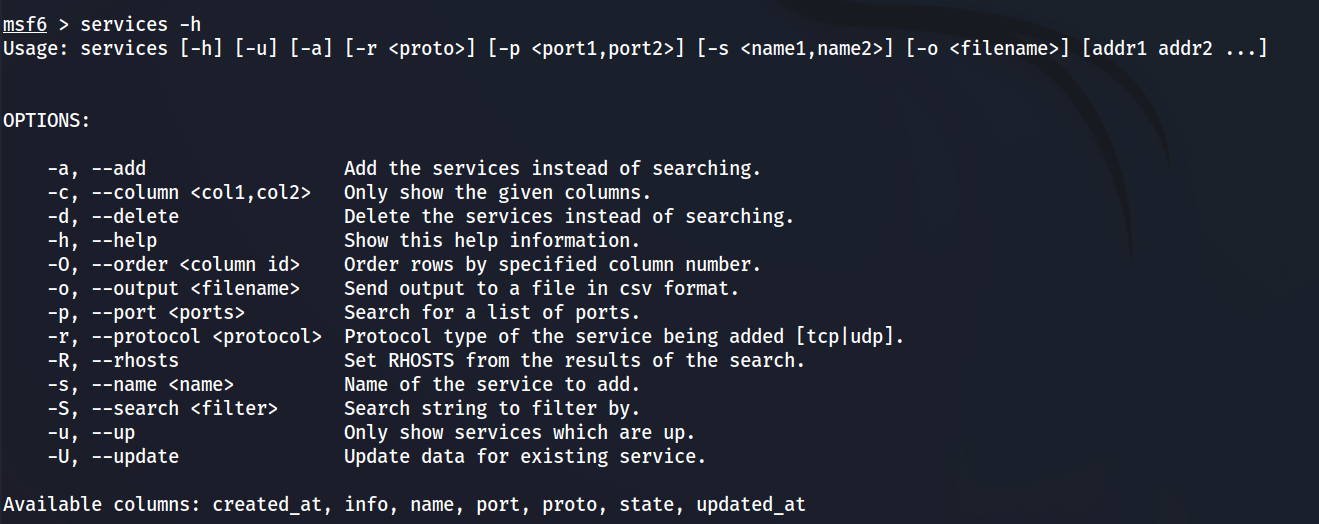 msf6 > services -h
Usage: services [-h] [-u] [-a] [-r <proto>] [-p <port1,port2>] [-s <name1,name2>] [-o <filename>] [addr1 addr2 ...]
OPTIONS:
-a, --add Add the services instead of searching.
-c, --column <col1,col2> Only show the given columns.
-d, --delete Delete the services instead of searching.
-h, --help Show this help information.
-O, --order <column id> Order rows by specified column number.
-o, --output <filename> Send output to a file in csv format.
-p, --port <ports> Search for a list of ports.
-r, --protocol <protocol> Protocol type of the service being added [tcp|udp].
-R, --rhosts Set RHOSTS from the results of the search.
-s, --name <name> Name of the service to add.
-S, --search <filter> Search string to filter by.
-u, --up Only show services which are up.
-U, --update Update data for existing service.
Available columns: created_at, info, name, port, proto, state, updated_at